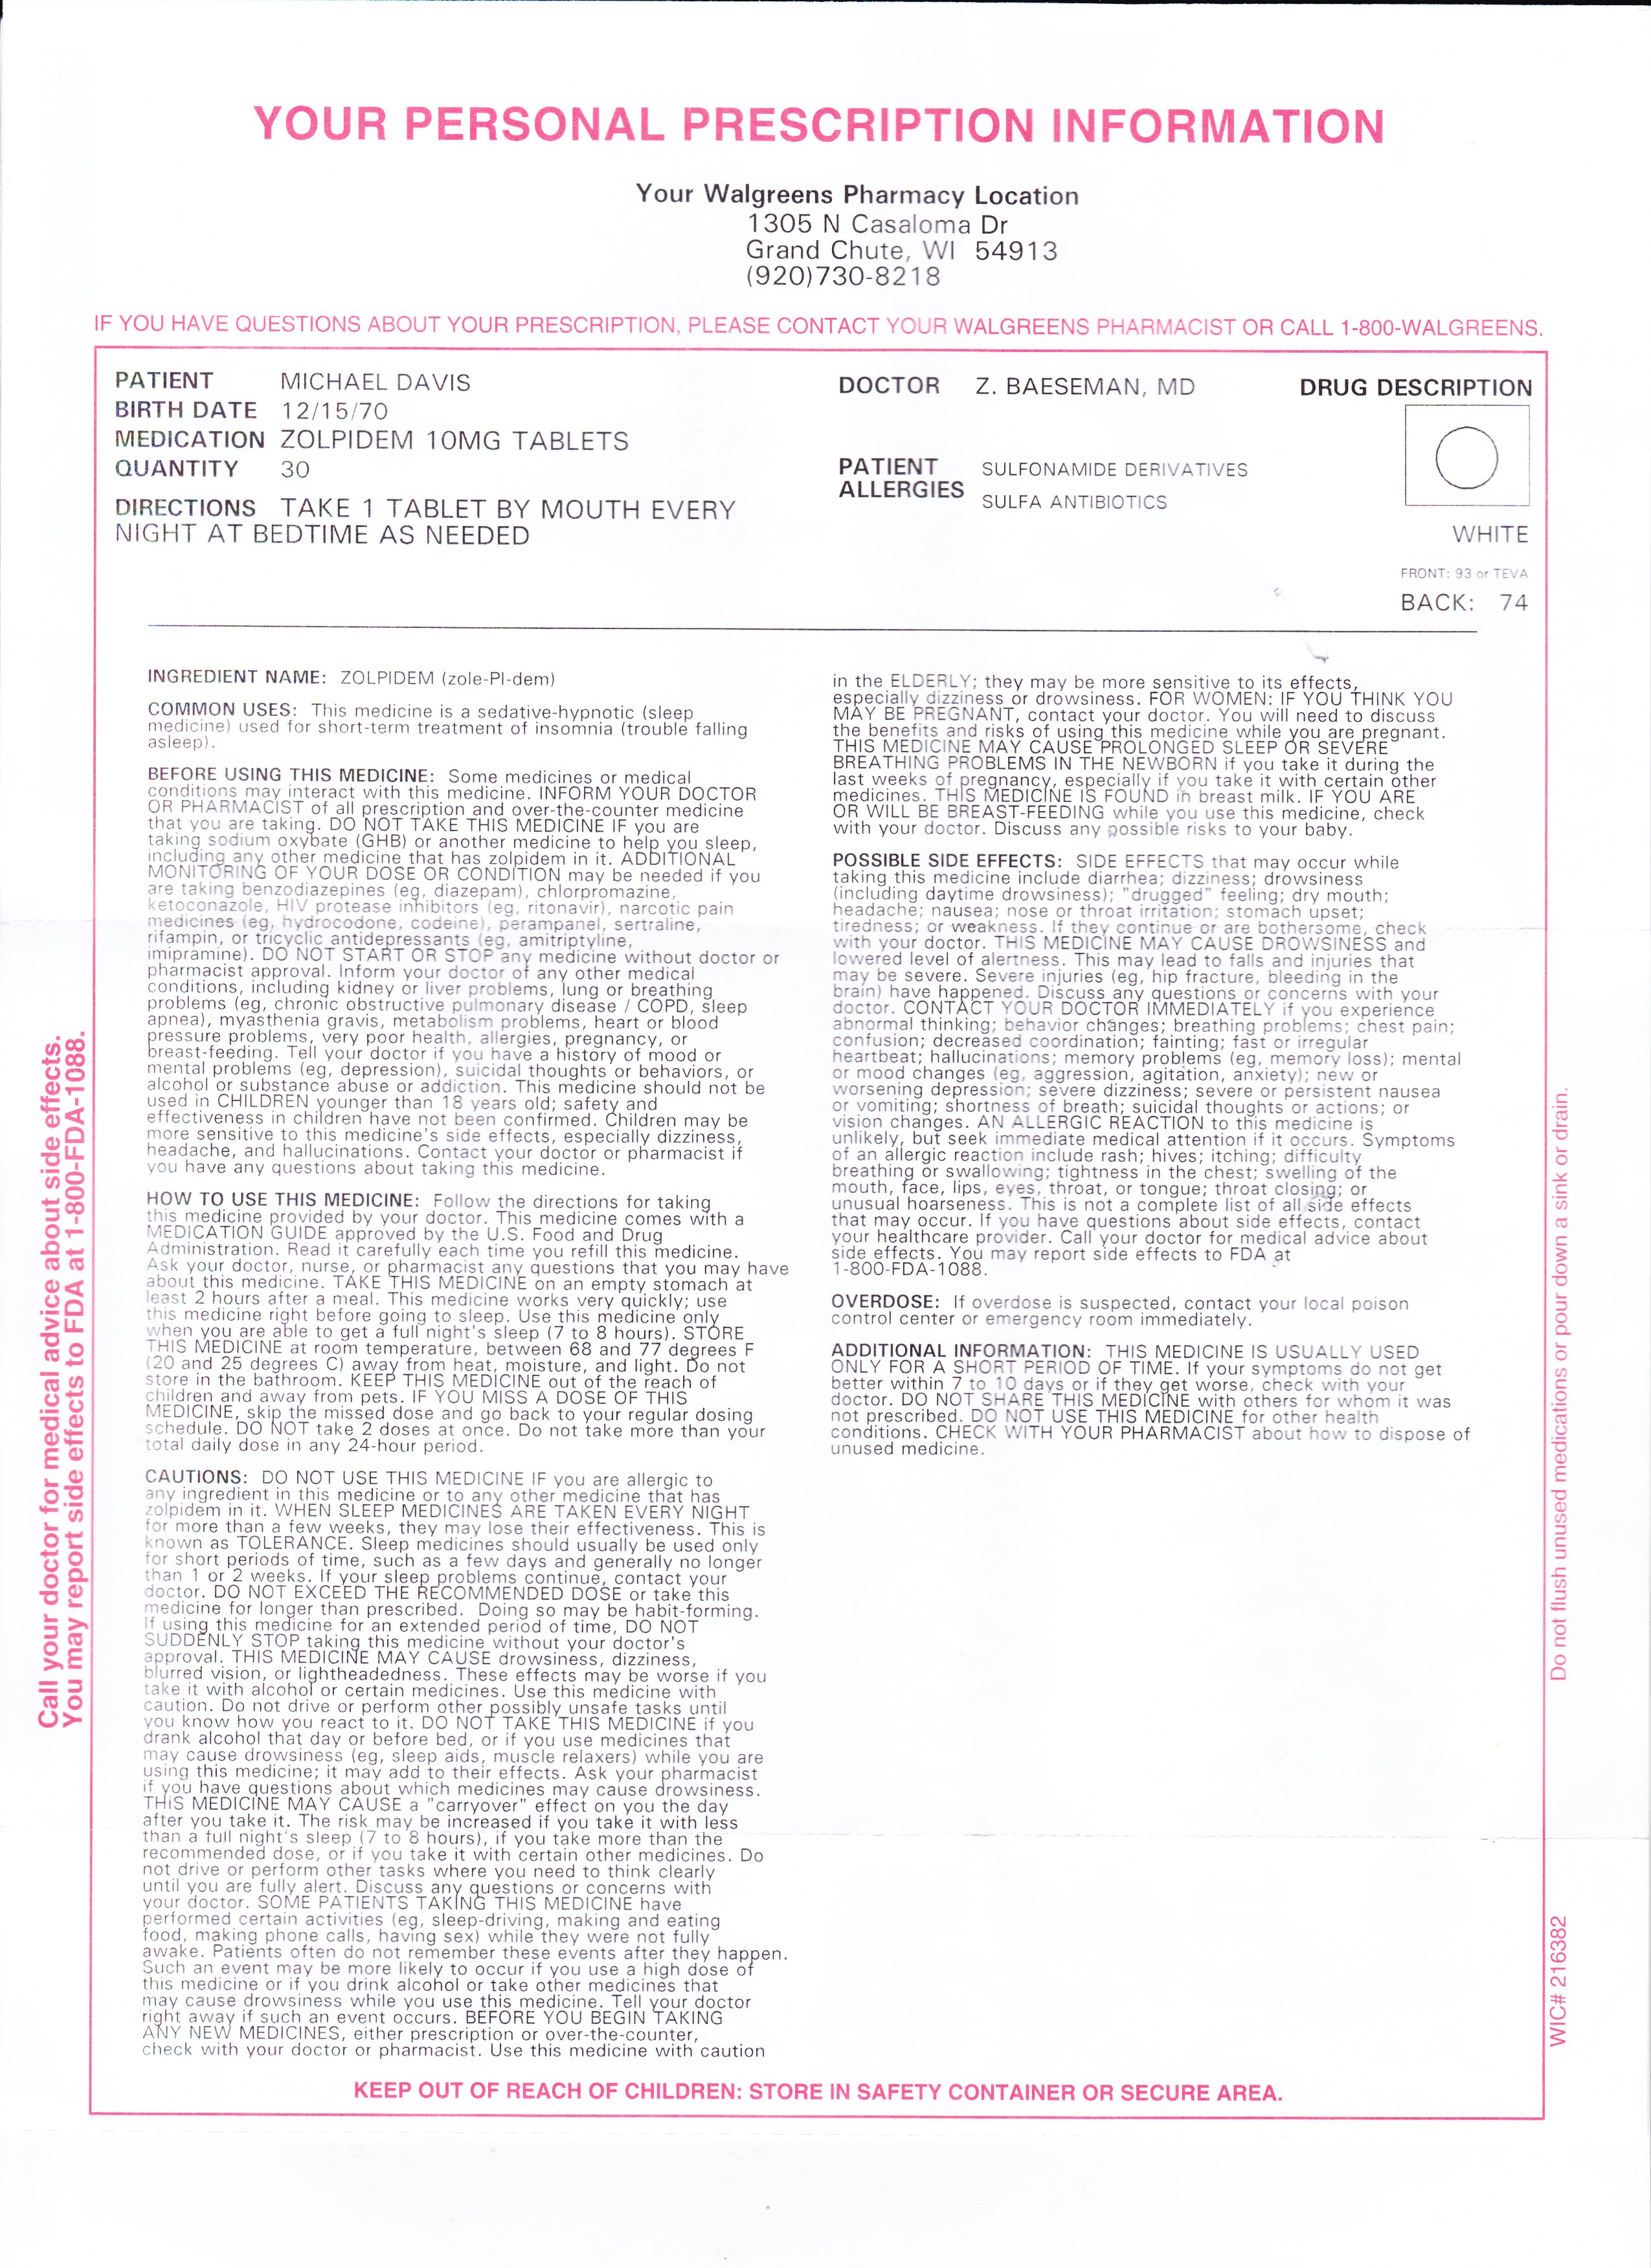 YOUR PERSONAL PRESCRIPTION INFORMATION
Your Walgreens Pharmacy Location
1305 N Casaloma Dr
Grand Chute, WI 54913
(920)730-8218
IF YOU HAVE QUESTIONS ABOUT YOUR PRESCRIPTION, PLEASE CONTACT YOUR WALGREENS PHARMACIST OR CALL 1-800-WALGREENS.
PATIENT MICHAEL DAVIS
BIRTH DATE 12/15/70
MEDICATION ZOLPIDEM 10MG TABLETS
QUANTITY 30
DIRECTIONS TAKE 1 TABLET BY MOUTH EVERY
NIGHT AT BEDTIME AS NEEDED
DOCTOR Z. BAESEMAN, MD
PATIENT ALLERGIES SULFONAMIDE DERIVATIVES
SULFA ANTIBIOTICS
DRUG DESCRIPTION
WHITE
FRONT: 93 or TEVA
BACK: 74
INGREDIENT NAME: ZOLPIDEM (zole-PI-dem)
COMMON USES: This medicine is a sedative-hypnotic (sleep
medicine) used for short-term treatment of insomnia (trouble falling
asleep).
BEFORE USING THIS MEDICINE: Some medicines or medical
conditions may interact with this medicine. INFORM YOUR DOCTOR
OR PHARMACIST of all prescription and over-the-counter medicine
that you are taking. DO NOT TAKE THIS MEDICINE IF you are
taking sodium oxybate (GHB) or another medicine to help you sleep,
including any other medicine that has zolpidem in it. ADDITIONAL
MONITORING OF YOUR DOSE OR CONDITION may be needed if you
are taking benzodiazepines (eg, diazepam), chlorpromazine,
ketoconazole, HIV protease inhibitors (eg, ritonavir), narcotic pain
medicines (eg, hydrocodone, codeine), perampanel, sertraline,
rifampin, or tricyclic antidepressants (eg, amitriptyline,
imipramine). DO NOT START OR STOP any medicine without doctor or
pharmacist approval. Inform your doctor of any other medical
conditions, including kidney or liver problems, lung or breathing
problems (eg, chronic obstructive pulmonary disease / COPD, sleep
apnea), myasthenia gravis, metabolism problems, heart or blood
pressure problems, very poor health, allergies, pregnancy, or
breast-feeding. Tell your doctor if you have a history of mood or
mental problems (eg, depression), suicidal thoughts or behaviors, or
alcohol or substance abuse or addiction. This medicine should not be
used in CHILDREN younger than 18 years old; safety and
effectiveness in children have not been confirmed. Children may be
more sensitive to this medicine's side effects, especially dizziness,
headache, and hallucinations. Contact your doctor or pharmacist if
you have any questions about taking this medicine.
HOW TO USE THIS MEDICINE: Follow the directions for taking
this medicine provided by your doctor. This medicine comes with a
MEDICATION GUIDE approved by the U.S. Food and Drug
Administration. Read it carefully each time you refill this medicine.
Ask your doctor, nurse, or pharmacist any questions that you may have
about this medicine. TAKE THIS MEDICINE on an empty stomach at
least 2 hours after a meal. This medicine works very quickly; use
this medicine right before going to sleep. Use this medicine only
when you are able to get a full night's sleep (7 to 8 hours). STORE
THIS MEDICINE at room temperature, between 68 and 77 degrees F
(20 and 25 degrees C) away from heat, moisture, and light. Do not
store in the bathroom. KEEP THIS MEDICINE out of the reach of
children and away from pets. IF YOU MISS A DOSE OF THIS
MEDICINE, skip the missed dose and go back to your regular dosing
schedule. DO NOT take 2 doses at once. Do not take more than your
total daily dose in any 24-hour period.
CAUTIONS: DO NOT USE THIS MEDICINE IF you are allergic to
any ingredient in this medicine or to any other medicine that has
zolpidem in it. WHEN SLEEP MEDICINES ARE TAKEN EVERY NIGHT
for more than a few weeks, they may lose their effectiveness. This is
known as TOLERANCE. Sleep medicines should usually be used only
for short periods of time, such as a few days and generally no longer
than 1 or 2 weeks. If your sleep problems continue, contact your
doctor. DO NOT EXCEED THE RECOMMENDED DOSE or take this
medicine for longer than prescribed. Doing so may be habit-forming.
If using this medicine for an extended period of time, DO NOT
SUDDENLY STOP taking this medicine without your doctor's
approval. THIS MEDICINE MAY CAUSE drowsiness, dizziness,
blurred vision, or lightheadedness. These effects may be worse if you
take it with alcohol or certain medicines. Use this medicine with
caution. Do not drive or perform other possibly unsafe tasks until
you know how you react to it. DO NOT TAKE THIS MEDICINE if you
drank alcohol that day or before bed, or if you use medicines that
may cause drowsiness (eg, sleep aids, muscle relaxers) while you are
using this medicine; it may add to their effects. Ask your pharmacist
if you have questions about which medicines may cause drowsiness.
THIS MEDICINE MAY CAUSE a "carryover" effect on you the day
after you take it. The risk may be increased if you take it with less
than a full night's sleep (7 to 8 hours), if you take more than the
recommended dose, or if you take it with certain other medicines. Do
not drive or perform other tasks where you need to think clearly
until you are fully alert. Discuss any questions or concerns with
your doctor. SOME PATIENTS TAKING THIS MEDICINE have
performed certain activities (eg, sleep-driving, making and eating
food, making phone calls, having sex) while they were not fully
awake. Patients often do not remember these events after they happen.
Such an event may be more likely to occur if you use a high dose of
this medicine or if you drink alcohol or take other medicines that
may cause drowsiness while you use this medicine. Tell your doctor
right away if such an event occurs. BEFORE YOU BEGIN TAKING
ANY NEW MEDICINES, either prescription or over-the-counter,
check with your doctor or pharmacist. Use this medicine with caution
in the ELDERLY; they may be more sensitive to its effects,
especially dizziness or drowsiness. FOR WOMEN: IF YOU THINK YOU
MAY BE PREGNANT, contact your doctor. You will need to discuss
the benefits and risks of using this medicine while you are pregnant.
THIS MEDICINE MAY CAUSE PROLONGED SLEEP OR SEVERE
BREATHING PROBLEMS IN THE NEWBORN if you take it during the
last weeks of pregnancy, especially if you take it with certain other
medicines. THIS MEDICINE IS FOUND in breast milk. IF YOU ARE
OR WILL BE BREAST-FEEDING while you use this medicine, check
with your doctor. Discuss any possible risks to your baby.
POSSIBLE SIDE EFFECTS: SIDE EFFECTS that may occur while
taking this medicine include diarrhea; dizziness; drowsiness
(including daytime drowsiness); "drugged" feeling; dry mouth;
headache; nausea; nose or throat irritation; stomach upset;
tiredness; or weakness. If they continue or are bothersome, check
with your doctor. THIS MEDICINE MAY CAUSE DROWSINESS and
lowered level of alertness. This may lead to falls and injuries that
may be severe. Severe injuries (eg, hip fracture, bleeding in the
brain) have happened. Discuss any questions or concerns with your
doctor. CONTACT YOUR DOCTOR IMMEDIATELY if you experience
abnormal thinking; behavior changes; breathing problems; chest pain;
confusion; decreased coordination; fainting; fast or irregular
heartbeat; hallucinations; memory problems (eg, memory loss); mental
or mood changes (eg, aggression, agitation, anxiety); new or
worsening depression; severe dizziness; severe or persistent nausea
or vomiting; shortness of breath; suicidal thoughts or actions; or
vision changes. AN ALLERGIC REACTION to this medicine is
unlikely, but seek immediate medical attention if it occurs. Symptoms
of an allergic reaction include rash; hives; itching; difficulty
breathing or swallowing; tightness in the chest; swelling of the
mouth, face, lips, eyes, throat, or tongue; throat closing; or
unusual hoarseness. This is not a complete list of all side effects
that may occur. If you have questions about side effects, contact
your healthcare provider. Call your doctor for medical advice about
side effects. You may report side effects to FDA at
1-800-FDA-1088.
OVERDOSE: If overdose is suspected, contact your local poison
control center or emergency room immediately.
ADDITIONAL INFORMATION: THIS MEDICINE IS USUALLY USED
ONLY FOR A SHORT PERIOD OF TIME. If your symptoms do not get
better within 7 to 10 days or if they get worse, check with your
doctor. DO NOT SHARE THIS MEDICINE with others for whom it was
not prescribed. DO NOT USE THIS MEDICINE for other health
conditions. CHECK WITH YOUR PHARMACIST about how to dispose of
unused medicine.
KEEP OUT OF REACH OF CHILDREN: STORE IN SAFETY CONTAINER OR SECURE AREA.
Call your doctor for medical advice about side effects.
You may report side effects to FDA at 1-800-FDA-1088.
Do not flush unused medications or pour down a sink or drain.
WIC# 216382